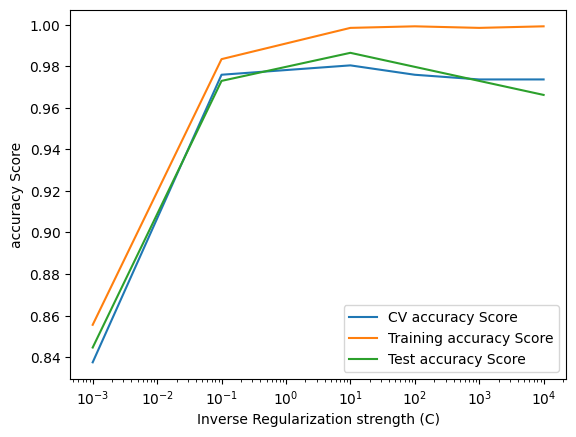 1.00
0.98
0.96
0.94
0.92
0.90
0.88
0.86
0.84
accuracy Score
CV accuracy Score
Training accuracy Score
Test accuracy Score
10⁻³ 10⁻² 10⁻¹ 10⁰ 10¹ 10² 10³ 10⁴
Inverse Regularization strength (C)